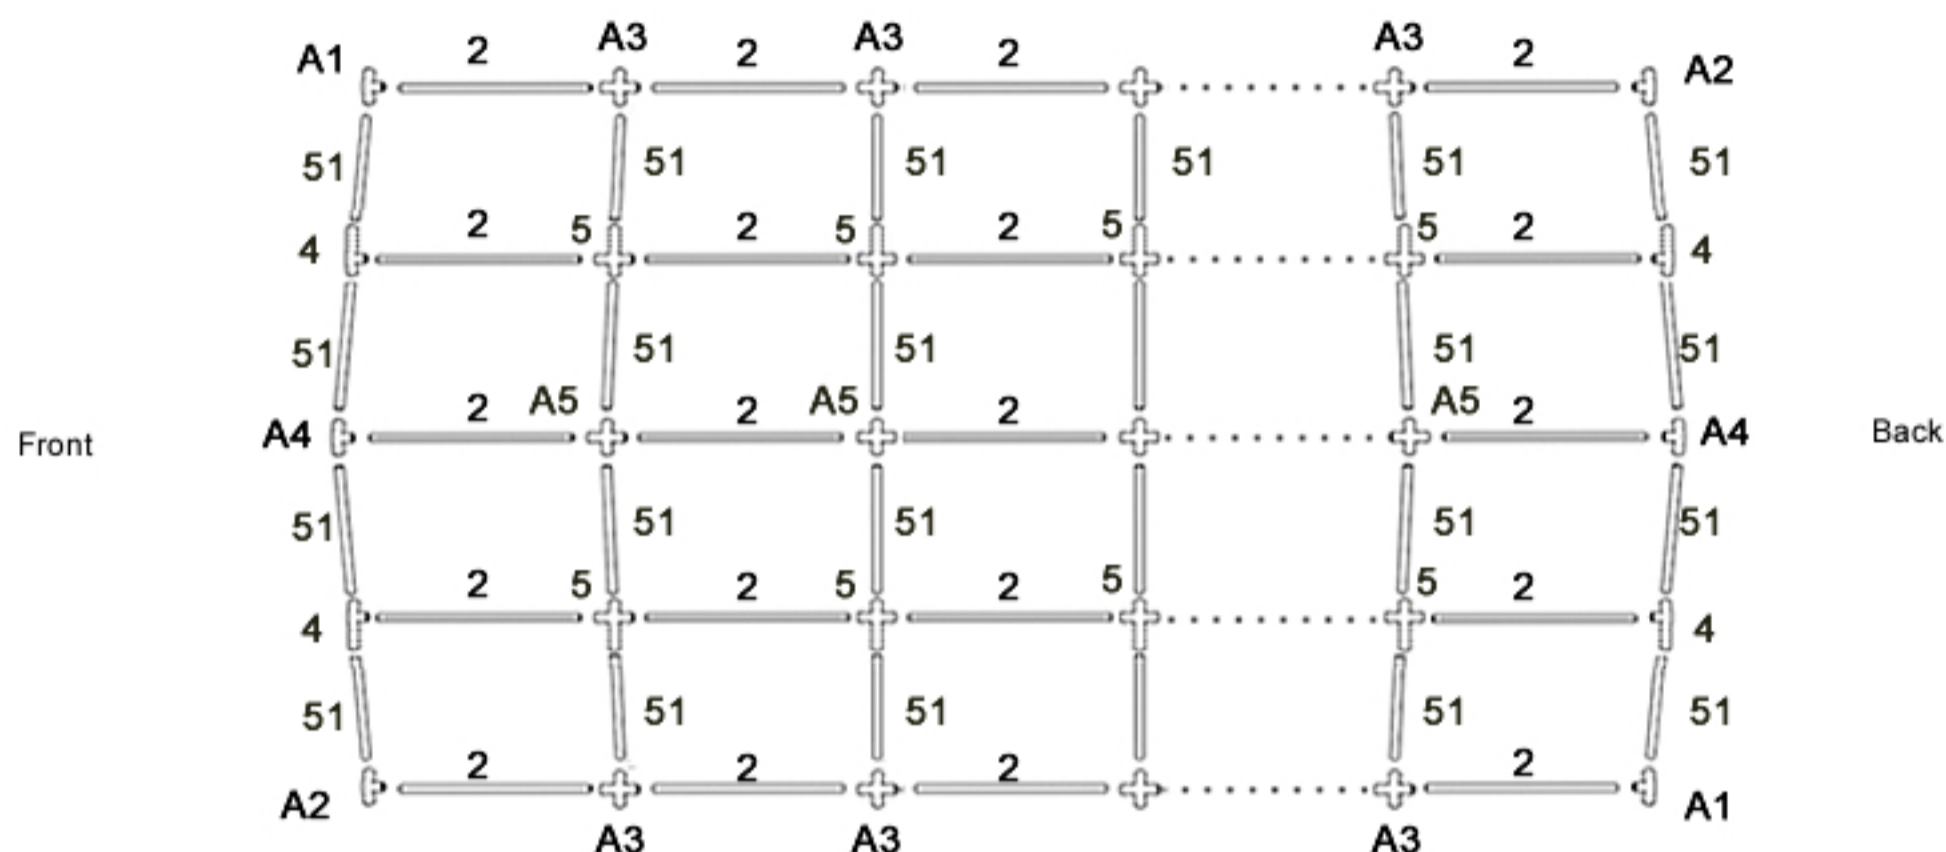 A1 2 A3 2 A3 2 A3 2 A2
51 51 51 51 51 51
4 2 5 2 5 2 5 5 2 4
51 51 51 51 51
Front A4 2 A5 2 A5 2 A5 2 A4 Back
51 51 51 51 51
4 2 5 2 5 2 5 5 2 4
51 51 51 51 51
A2 2 2 2 2 A1
A3 A3 A3